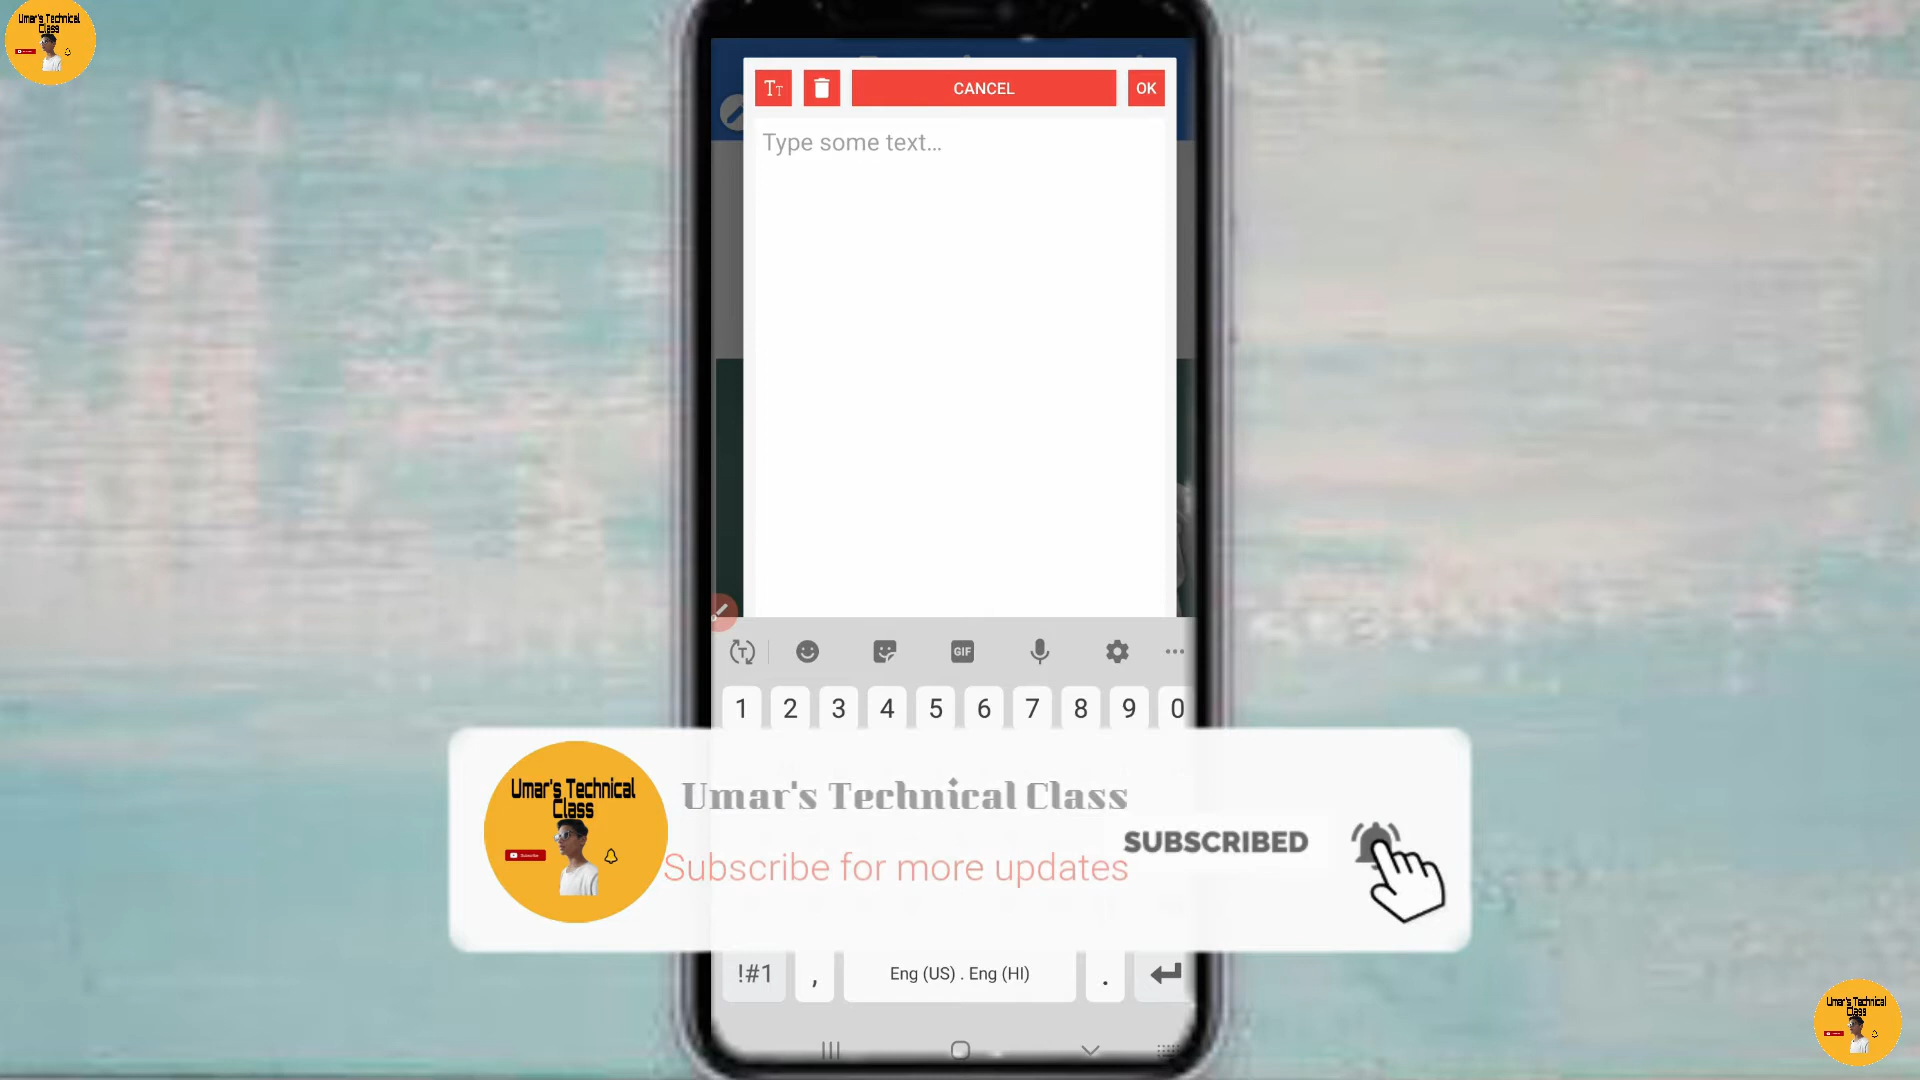 Umar's Technical
Class
TT
CANCEL
OK
Type some text...
T
GIF
1 2 3 4 5 6 7 8 9 0
Umar's Technical
Class
Subscribe
Umar's Technical Class
SUBSCRIBED
Subscribe for more updates
!#1
,
Eng (US) . Eng (HI)
.
Umar's Technical
Class